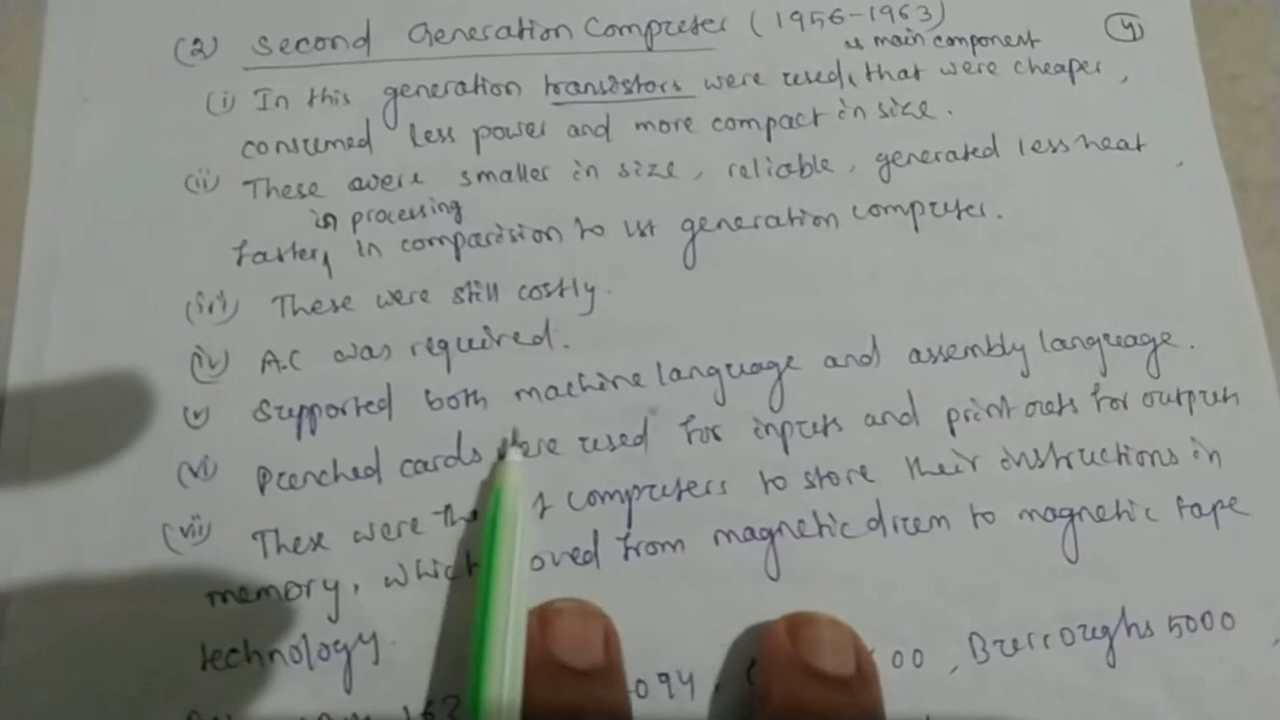 (2) Second Generation Computer (1956-1963) (4)
as main component
(i) In this generation transistors were used, that were cheaper,
consumed less power and more compact in size.
(ii) These were smaller in size, reliable, generated less heat,
in processing
faster, in comparision to Ist generation computer.
(iii) These were still costly.
(iv) A.C was required.
(v) Supported both machine language and assembly language.
(vi) Punched cards were used for inputs and print outs for outputs
(vii) These were the computers to store their instructions in
memory, which oved from magnetic drum to magnetic tape
technology.
094, 00, Burroughs 5000,